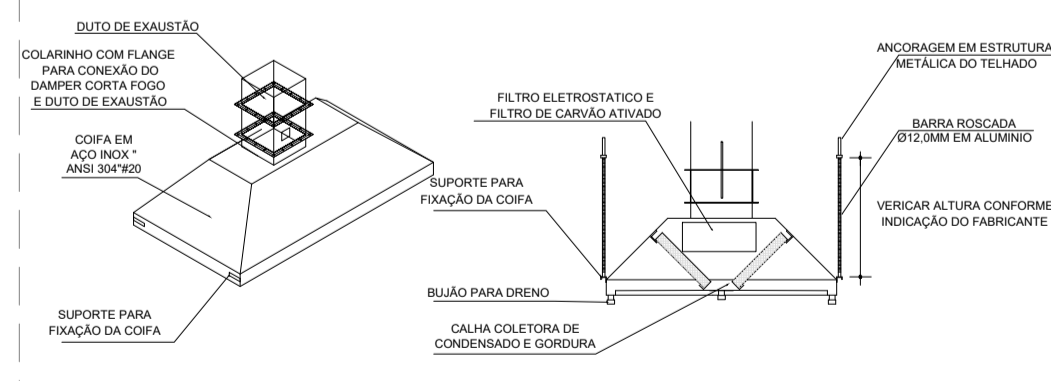 DUTO DE EXAUSTÃO
COLARINHO COM FLANGE
PARA CONEXÃO DO
DAMPER CORTA FOGO
E DUTO DE EXAUSTÃO
COIFA EM
AÇO INOX "
ANSI 304"#20
SUPORTE PARA
FIXAÇÃO DA COIFA
FILTRO ELETROSTATICO E
FILTRO DE CARVÃO ATIVADO
SUPORTE PARA
FIXAÇÃO DA COIFA
BUJÃO PARA DRENO
CALHA COLETORA DE
CONDENSADO E GORDURA
ANCORAGEM EM ESTRUTURA
METÁLICA DO TELHADO
BARRA ROSCADA
Ø12,0MM EM ALUMINIO
VERICAR ALTURA CONFORME
INDICAÇÃO DO FABRICANTE